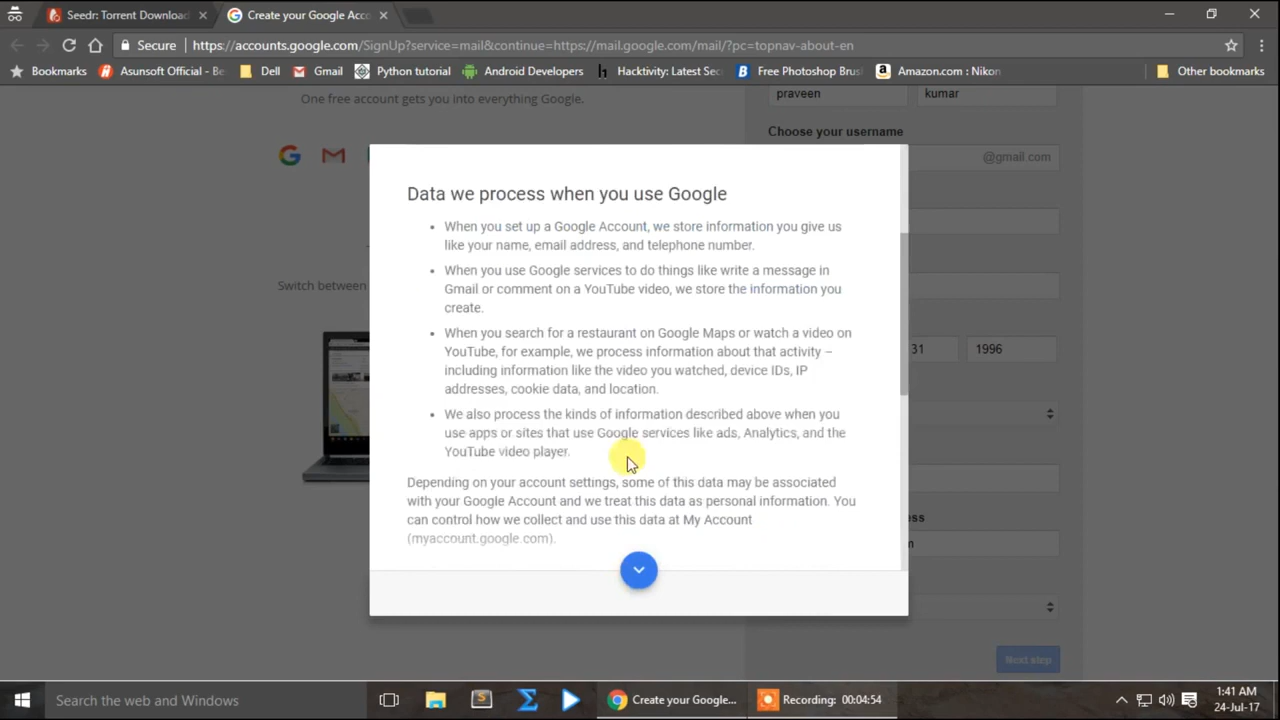 Seedr: Torrent Download
Create your Google Acco
Secure
https://accounts.google.com/SignUp?service=mail&continue=https://mail.google.com/mail/?pc=topnav-about-en
Bookmarks
Asunsoft Official - Be
Dell
Gmail
Python tutorial
Android Developers
Hacktivity: Latest Sec
Free Photoshop Brus
Amazon.com : Nikon
Other bookmarks
One free account gets you into everything Google.
praveen
kumar
Choose your username
@gmail.com
Data we process when you use Google
• When you set up a Google Account, we store information you give us
like your name, email address, and telephone number.
• When you use Google services to do things like write a message in
Gmail or comment on a YouTube video, we store the information you
create.
Switch between
• When you search for a restaurant on Google Maps or watch a video on
YouTube, for example, we process information about that activity –
including information like the video you watched, device IDs, IP
addresses, cookie data, and location.
31
1996
• We also process the kinds of information described above when you
use apps or sites that use Google services like ads, Analytics, and the
YouTube video player.
Depending on your account settings, some of this data may be associated
with your Google Account and we treat this data as personal information. You
can control how we collect and use this data at My Account
(myaccount.google.com).
ss
m
Next step
Search the web and Windows
Create your Google...
Recording: 00:04:54
1:41 AM
24-Jul-17